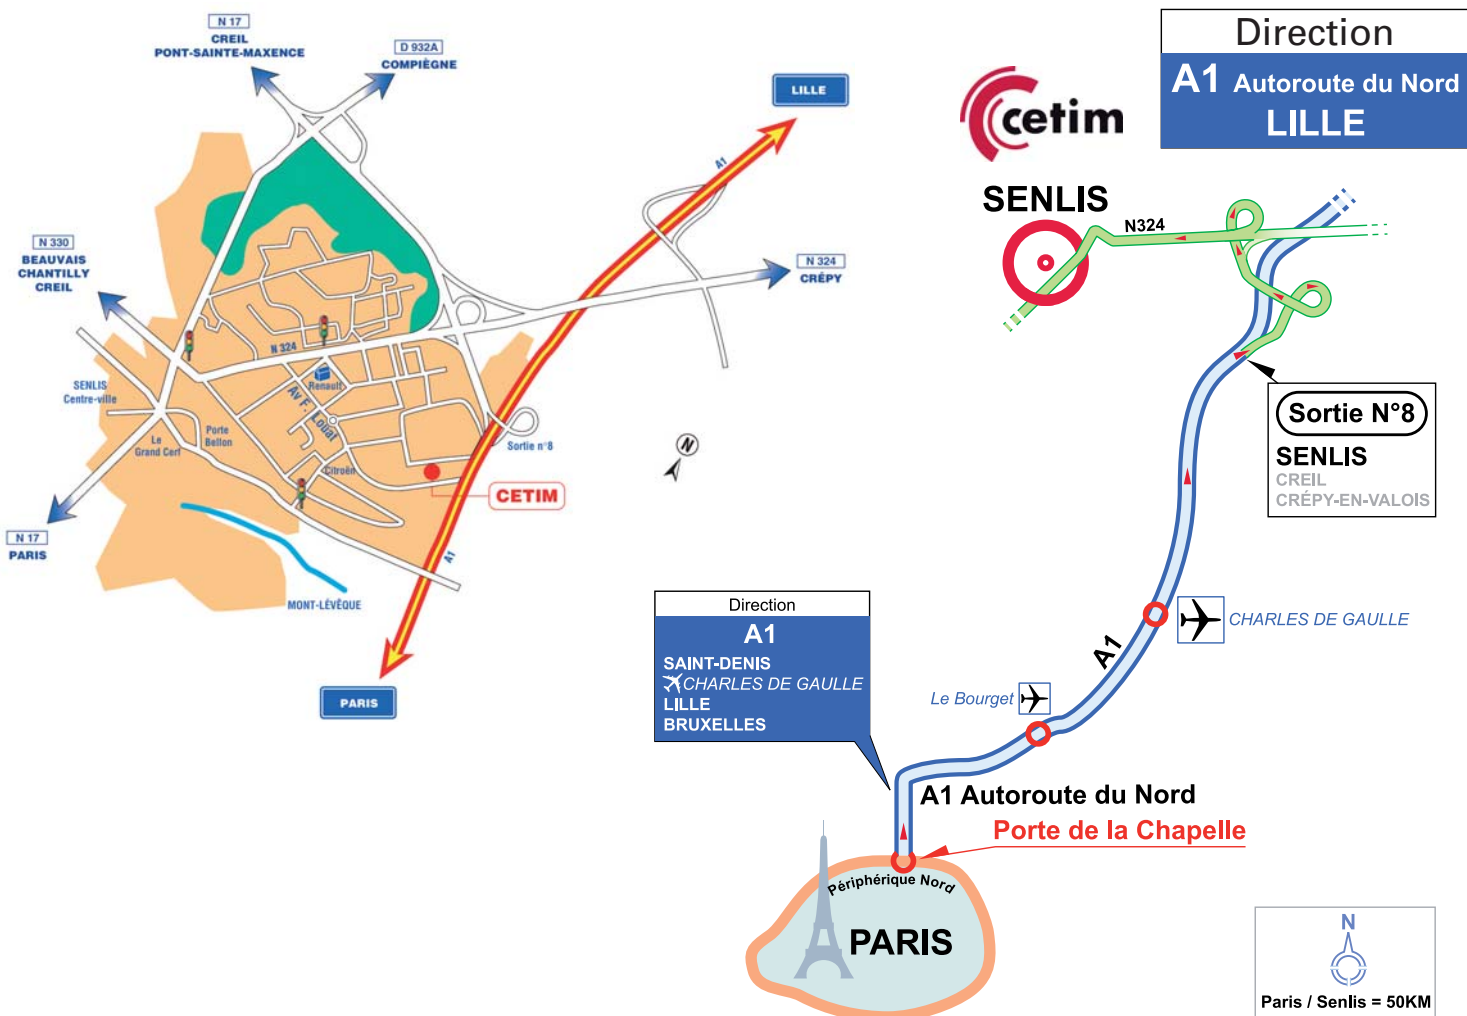 N 17
CREIL
PONT-SAINTE-MAXENCE
D 932A
COMPIÈGNE
LILLE
A1
N 330
BEAUVAIS
CHANTILLY
CREIL
N 324
CRÉPY
N 324
SENLIS
Centre-ville
Renault
Av F. Louat
Porte
Bellon
Le
Grand Cerf
Citroën
Sortie n°8
CETIM
N
N 17
PARIS
A1
MONT-LÉVÊQUE
PARIS
cetim
Direction
A1 Autoroute du Nord
LILLE
SENLIS
N324
Sortie N°8
SENLIS
CREIL
CRÉPY-EN-VALOIS
CHARLES DE GAULLE
A1
Le Bourget
Direction
A1
SAINT-DENIS
CHARLES DE GAULLE
LILLE
BRUXELLES
A1 Autoroute du Nord
Porte de la Chapelle
Périphérique Nord
PARIS
N
Paris / Senlis = 50KM